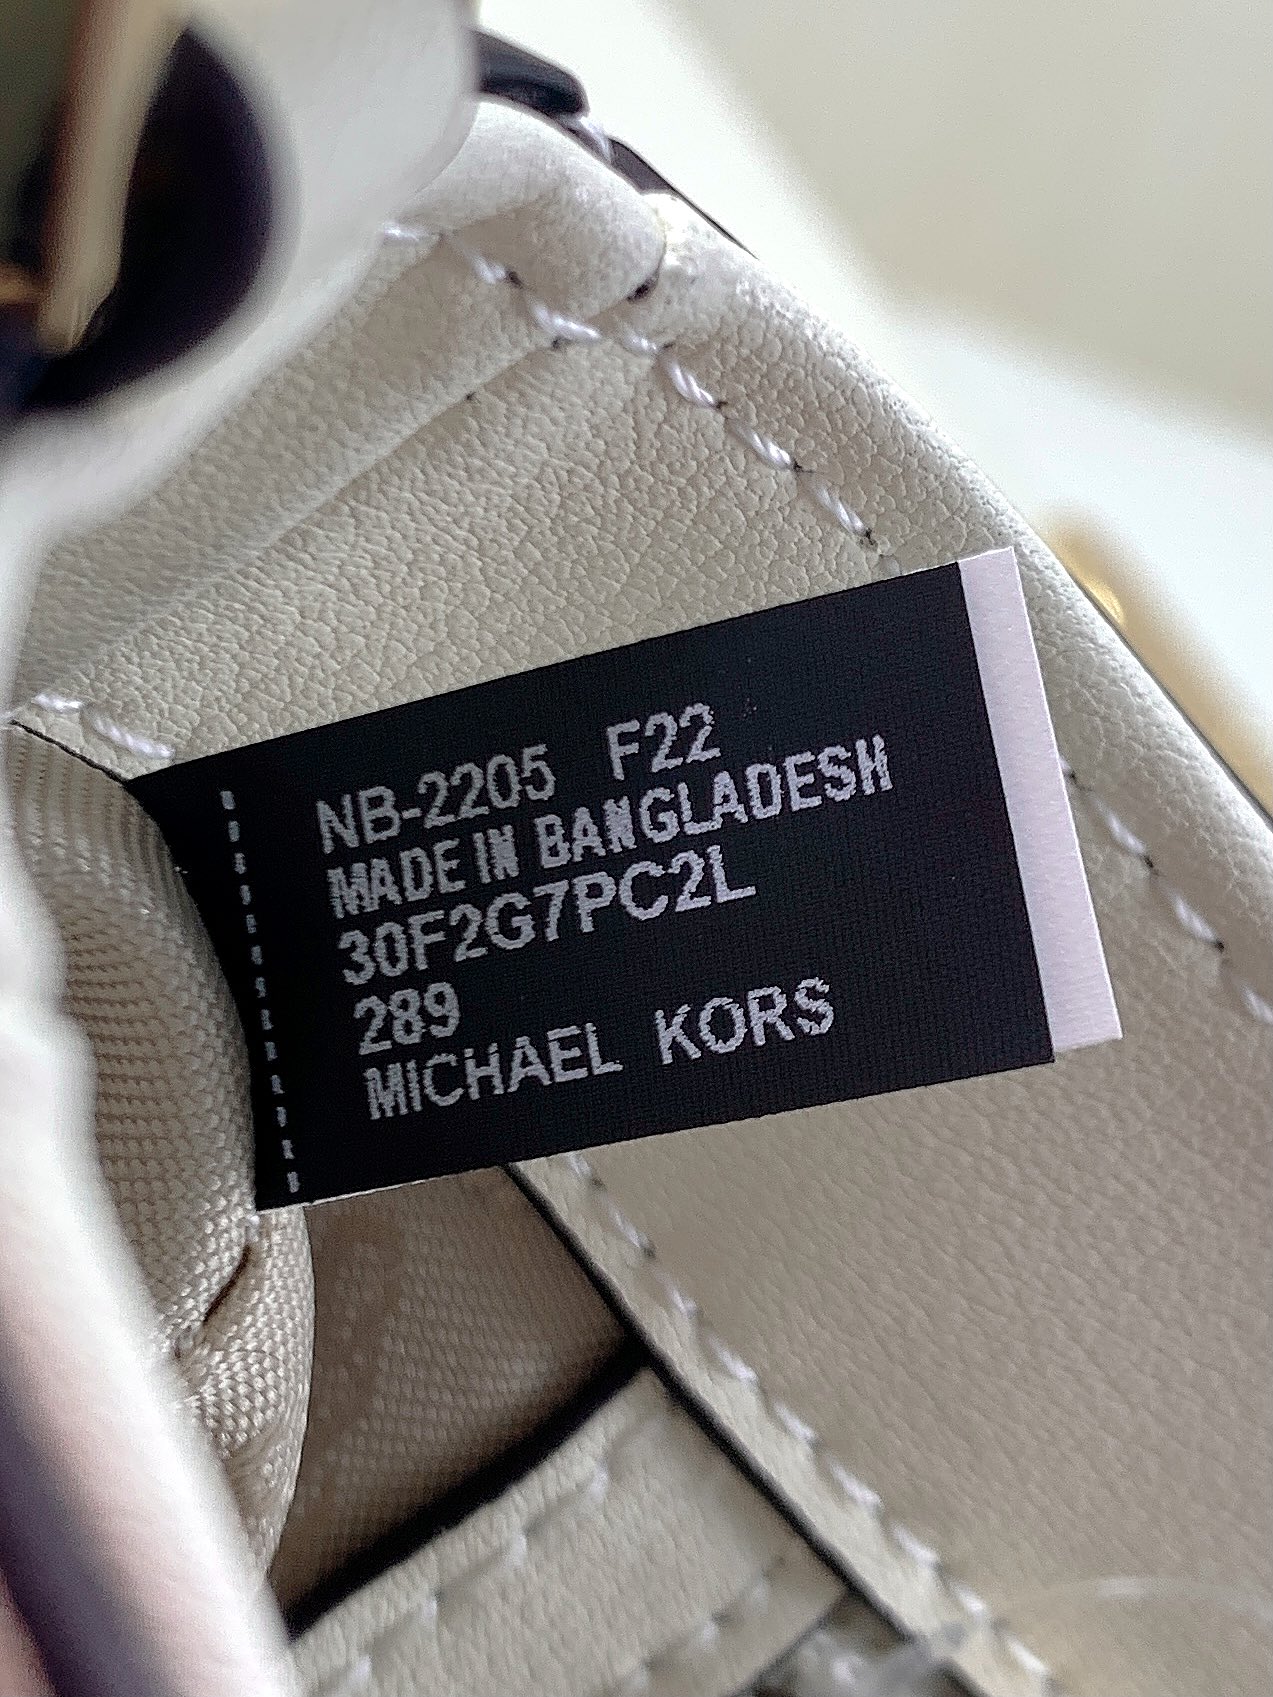 NB-2205 F22
MADE IN BANGLADESH
30F2G7PC2L
289
MICHAEL KORS